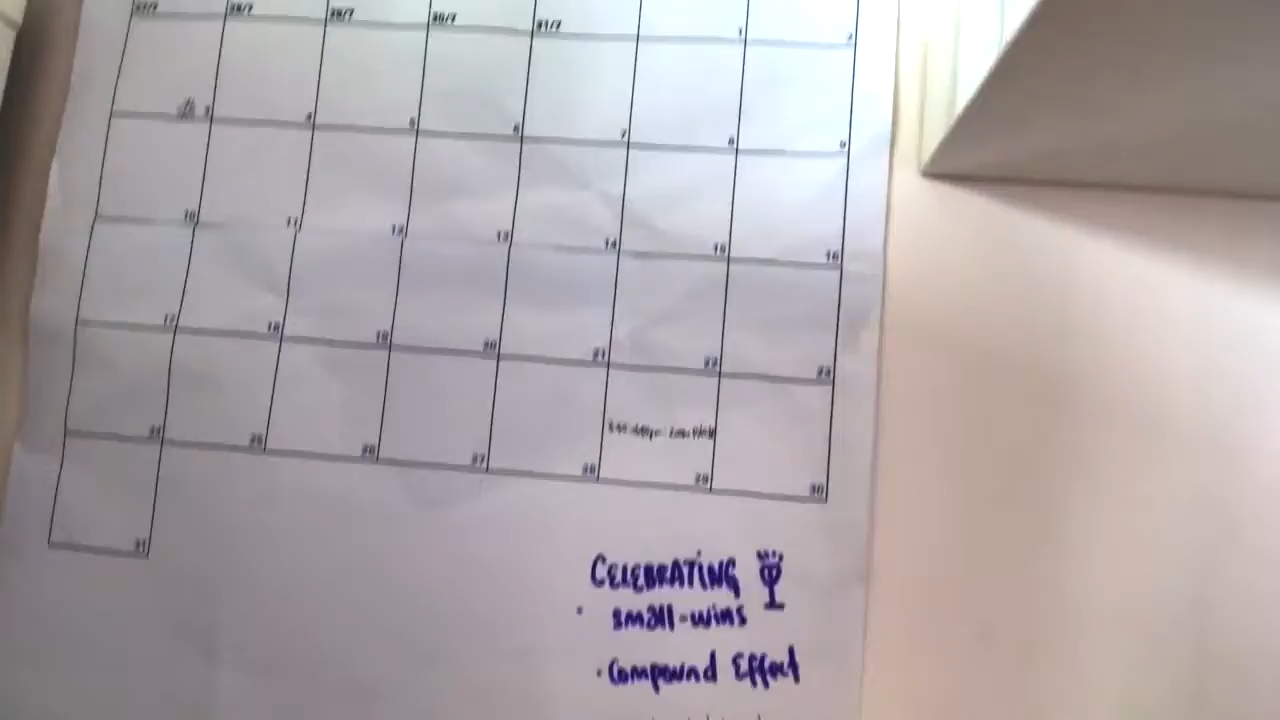 27/7 28/7 29/7 30/7 31/7 1 2
3 4 5 6 7 8 9
10 11 12 13 14 15 16
17 18 19 20 21 22 23
24 25 26 27 28 29 30
31
CELEBRATING
• small-wins
• Compound Effect